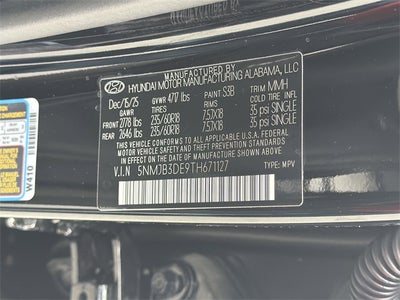 MANUFACTURED BY
HYUNDAI MOTOR MANUFACTURING ALABAMA, LLC
Dec/15/25 GVWR 4717 lbs PAINT S3B TRIM MMH
GAWR TIRES RIMS COLD TIRE INFL
FRONT 2778 lbs 235/60R18 7.5JX18 35 psi SINGLE
REAR 2646 lbs 235/60R18 7.5JX18 35 psi SINGLE
THIS VEHICLE CONFORMS TO ALL APPLICABLE U.S.A. FEDERAL
MOTOR VEHICLE SAFETY AND THEFT PREVENTION STANDARDS IN
EFFECT ON THE DATE OF MANUFACTURE SHOWN ABOVE.
V.I.N 5NMJB3DE9TH671127 TYPE: MPV
W410